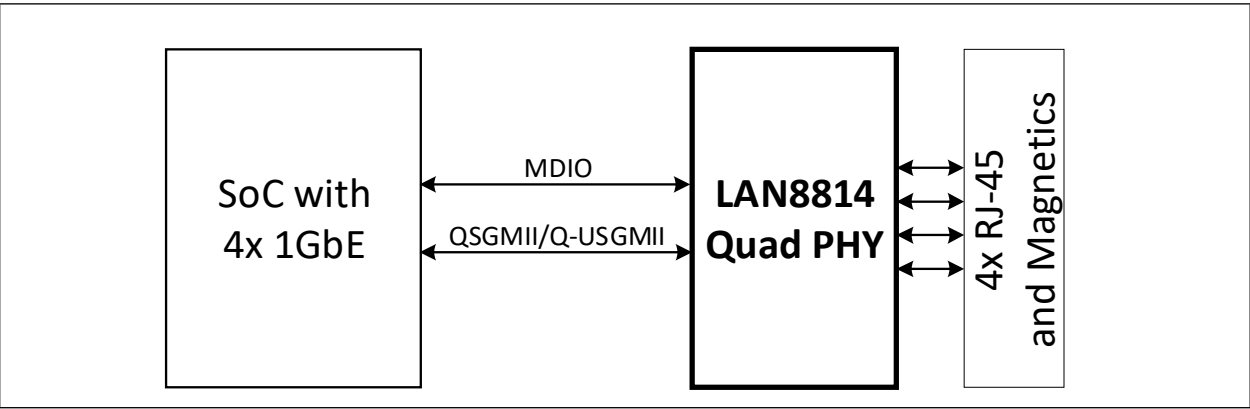 SoC with
4x 1GbE
MDIO
QSGMII/Q-USGMII
LAN8814
Quad PHY
4x RJ-45
and Magnetics